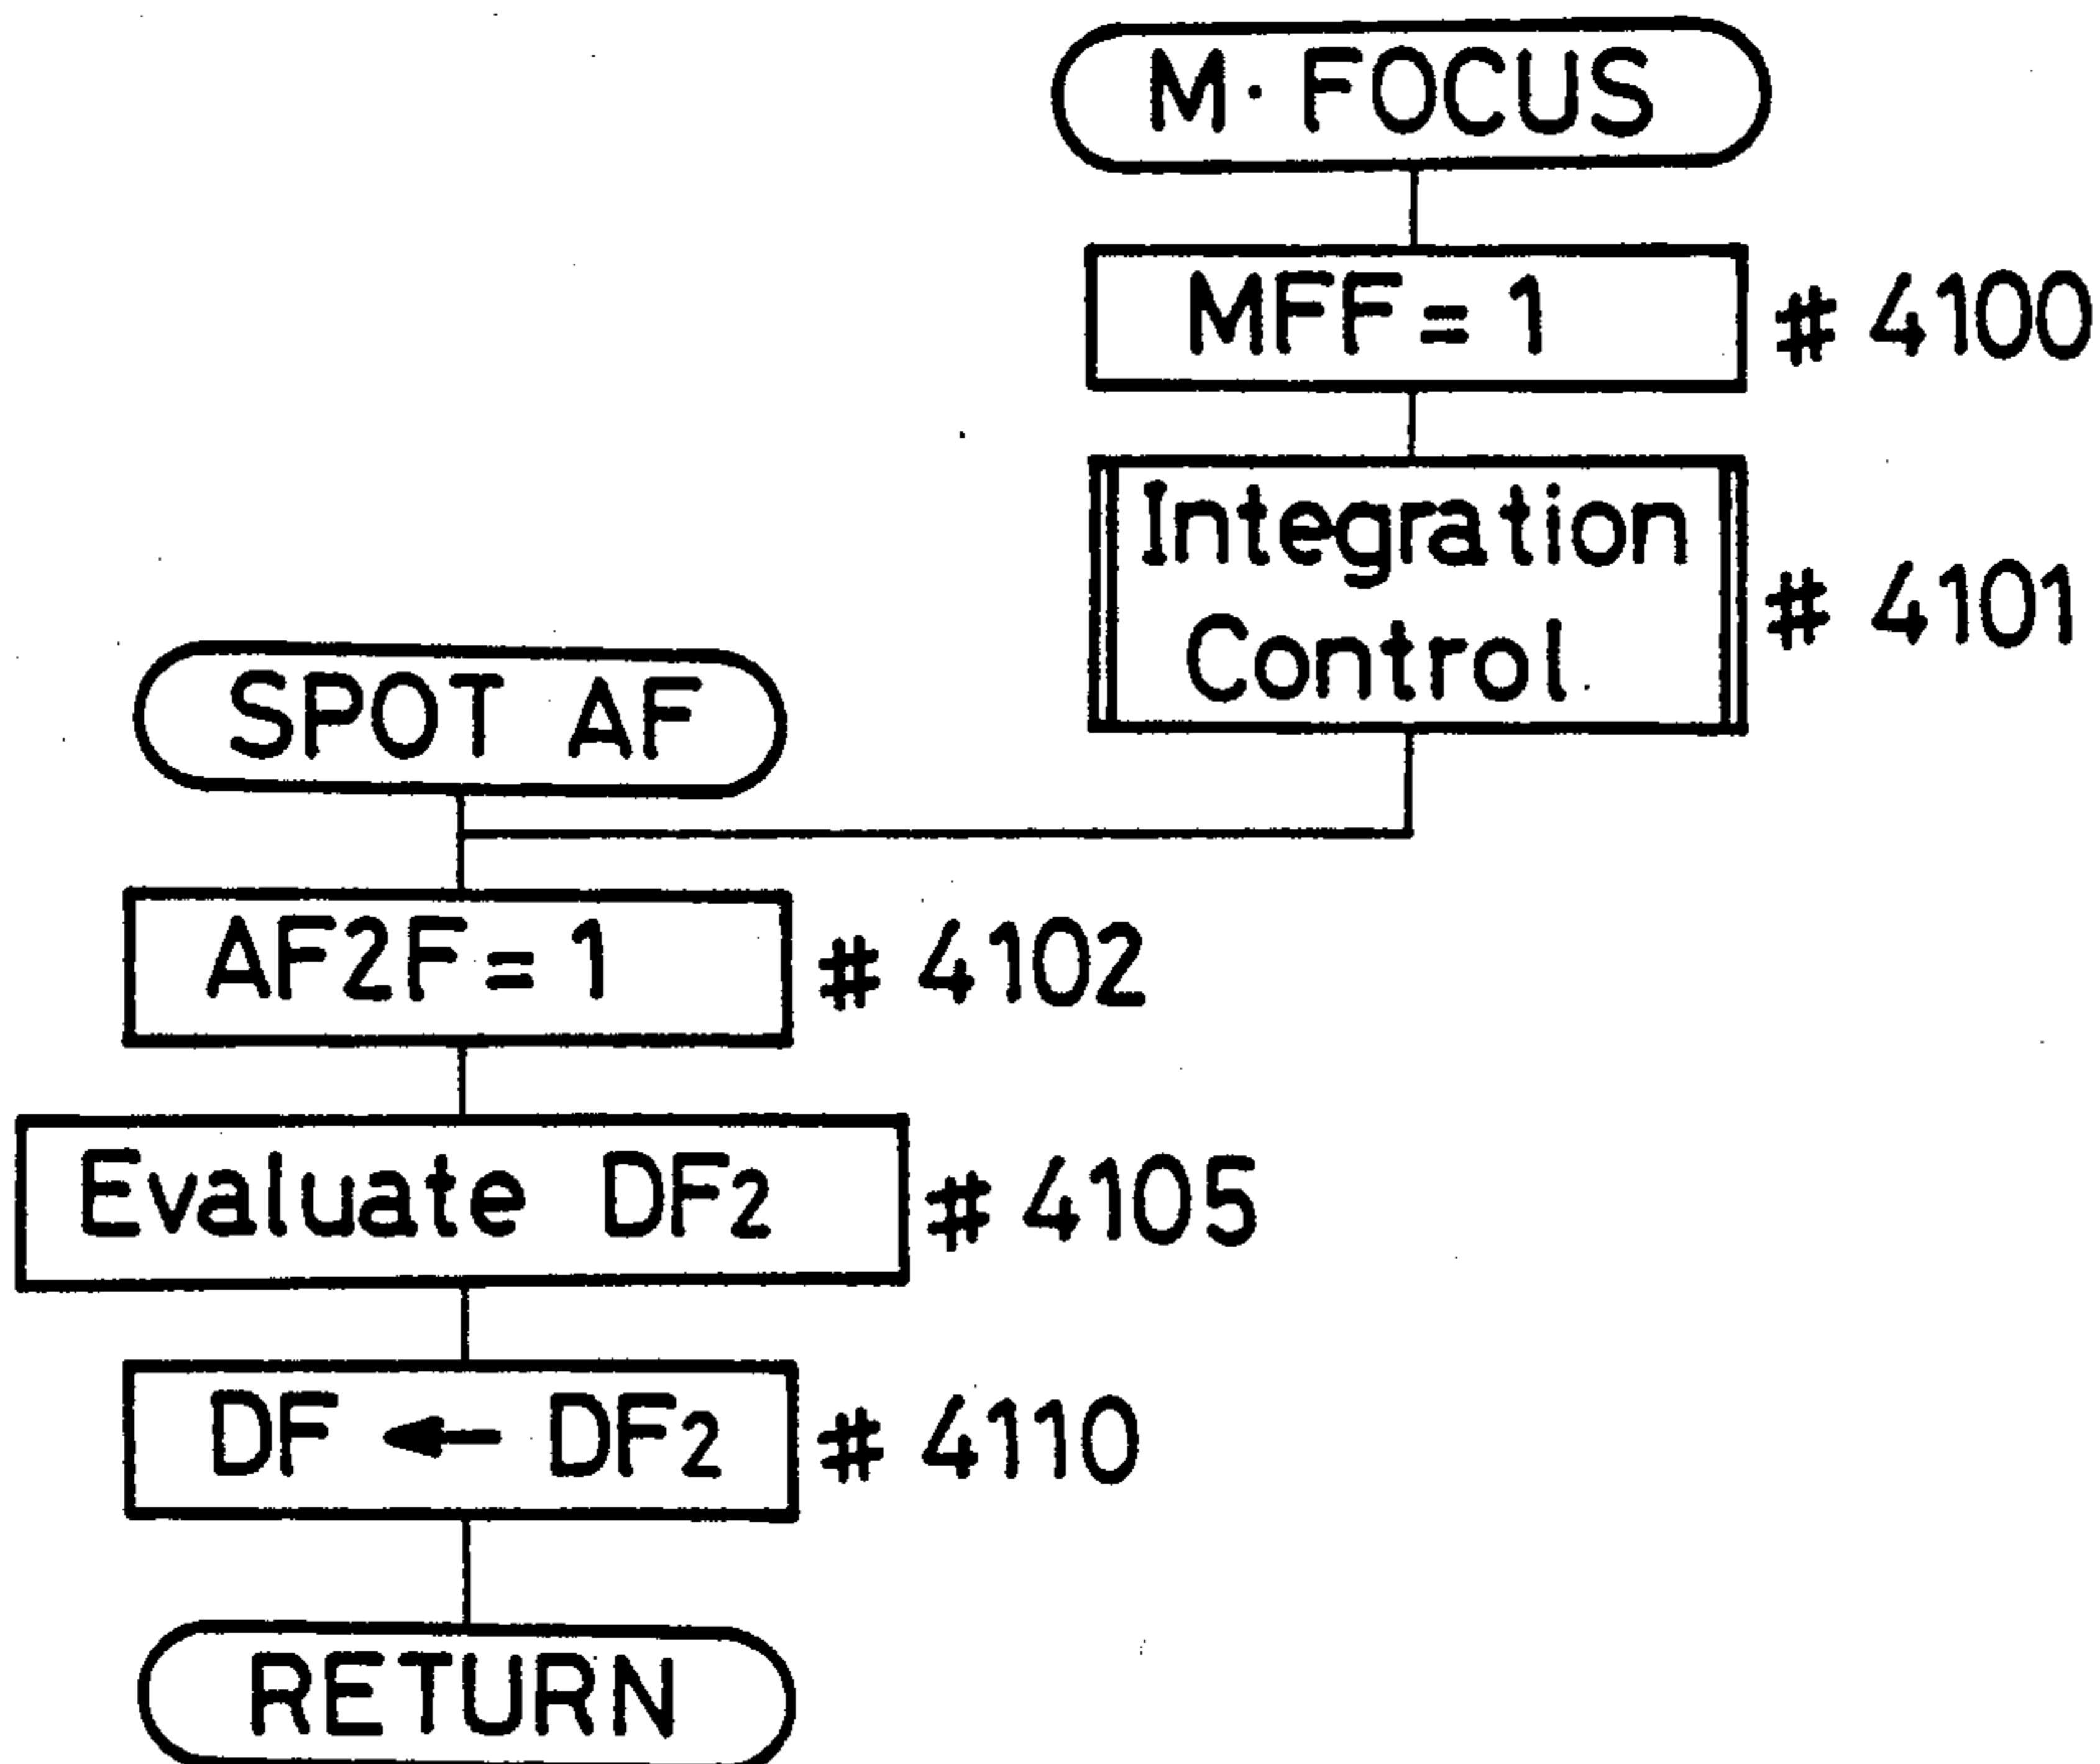 M·FOCUS
MFF=1 #4100
Integration
Control #4101
SPOT AF
AF2F=1 #4102
Evaluate DF2 #4105
DF ← DF2 #4110
RETURN